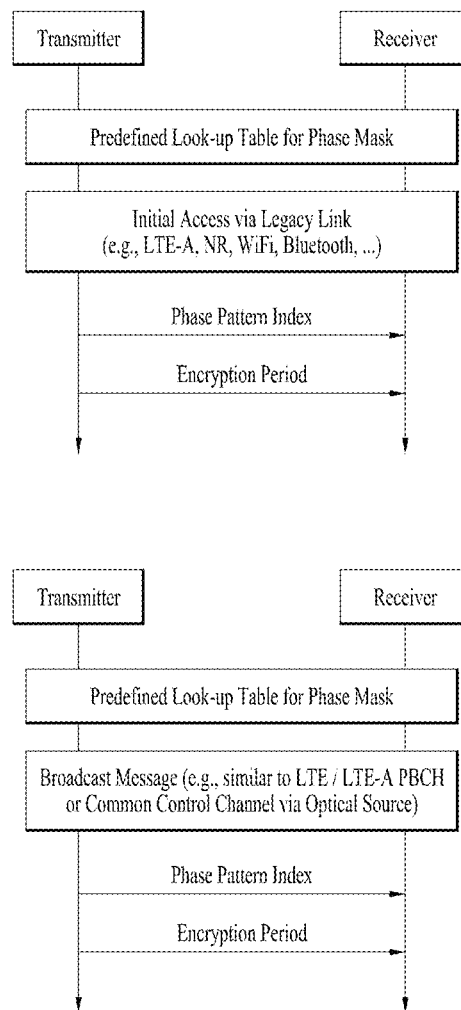 Transmitter
Receiver
Predefined Look-up Table for Phase Mask
Initial Access via Legacy Link
(e.g., LTE-A, NR, WiFi, Bluetooth, ...)
Phase Pattern Index
Encryption Period
Transmitter
Receiver
Predefined Look-up Table for Phase Mask
Broadcast Message (e.g., similar to LTE / LTE-A PBCH
or Common Control Channel via Optical Source)
Phase Pattern Index
Encryption Period